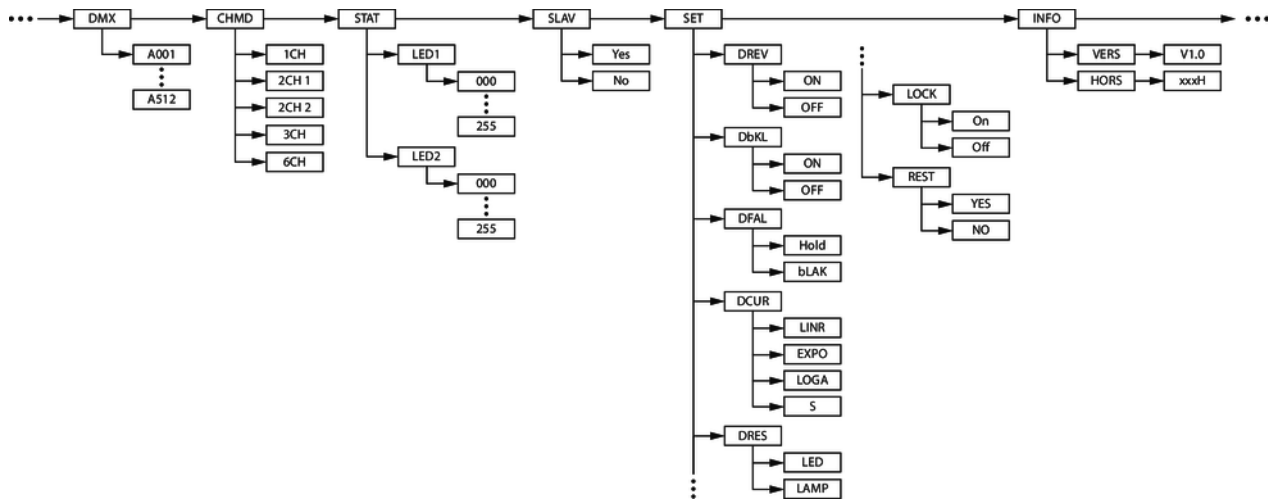 DMX
A001
A512
CHMD
1CH
2CH 1
2CH 2
3CH
6CH
STAT
LED1
000
255
LED2
000
255
SLAV
Yes
No
SET
DREV
ON
OFF
DbKL
ON
OFF
DFAL
Hold
bLAK
DCUR
LINR
EXPO
LOGA
S
DRES
LED
LAMP
LOCK
On
Off
REST
YES
NO
INFO
VERS
V1.0
HORS
xxxH